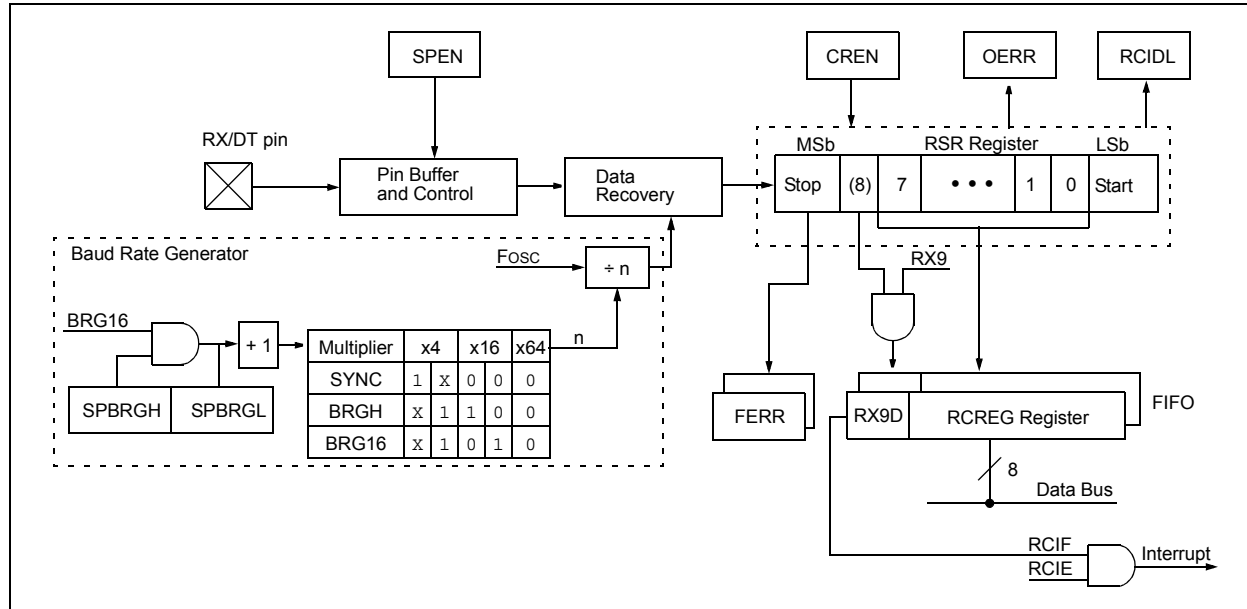 SPEN
CREN
OERR
RCIDL
RX/DT pin
Pin Buffer
and Control
Data
Recovery
MSb
RSR Register
LSb
Stop (8) 7 • • • 1 0 Start
Baud Rate Generator
FOSC
÷ n
RX9
BRG16
+ 1
n
Multiplier x4 x16 x64
SYNC 1 X 0 0 0
BRGH X 1 1 0 0
BRG16 X 1 0 1 0
SPBRGH SPBRGL
FERR
RX9D RCREG Register
FIFO
8
Data Bus
RCIF
RCIE
Interrupt